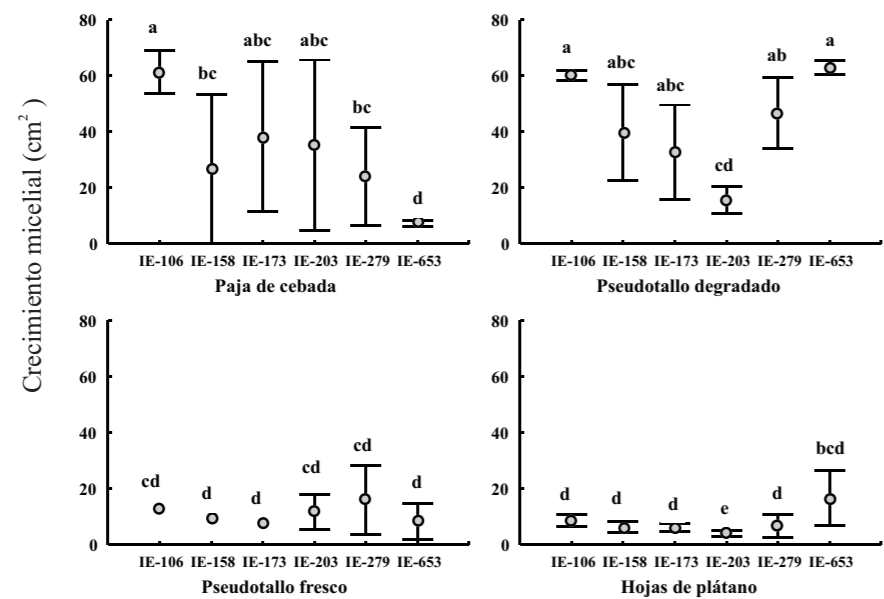 Crecimiento micelial (cm²)
80
60
40
20
0
a
bc
abc
abc
bc
d
IE-106 IE-158 IE-173 IE-203 IE-279 IE-653
Paja de cebada
80
60
40
20
0
a
abc
abc
cd
ab
a
IE-106 IE-158 IE-173 IE-203 IE-279 IE-653
Pseudotallo degradado
80
60
40
20
0
cd
d
d
cd
cd
d
IE-106 IE-158 IE-173 IE-203 IE-279 IE-653
Pseudotallo fresco
80
60
40
20
0
d
d
d
e
d
bcd
IE-106 IE-158 IE-173 IE-203 IE-279 IE-653
Hojas de plátano